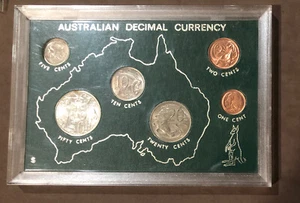 AUSTRALIAN DECIMAL CURRENCY
FIVE CENTS
TWO CENTS
TEN CENTS
ONE CENT
FIFTY CENTS
TWENTY CENTS